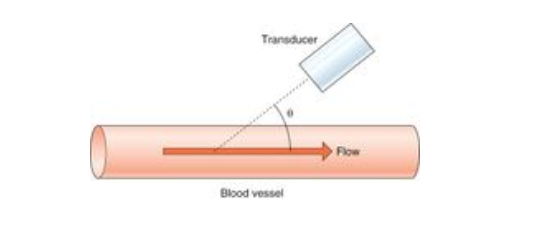 Transducer
θ
Flow
Blood vessel